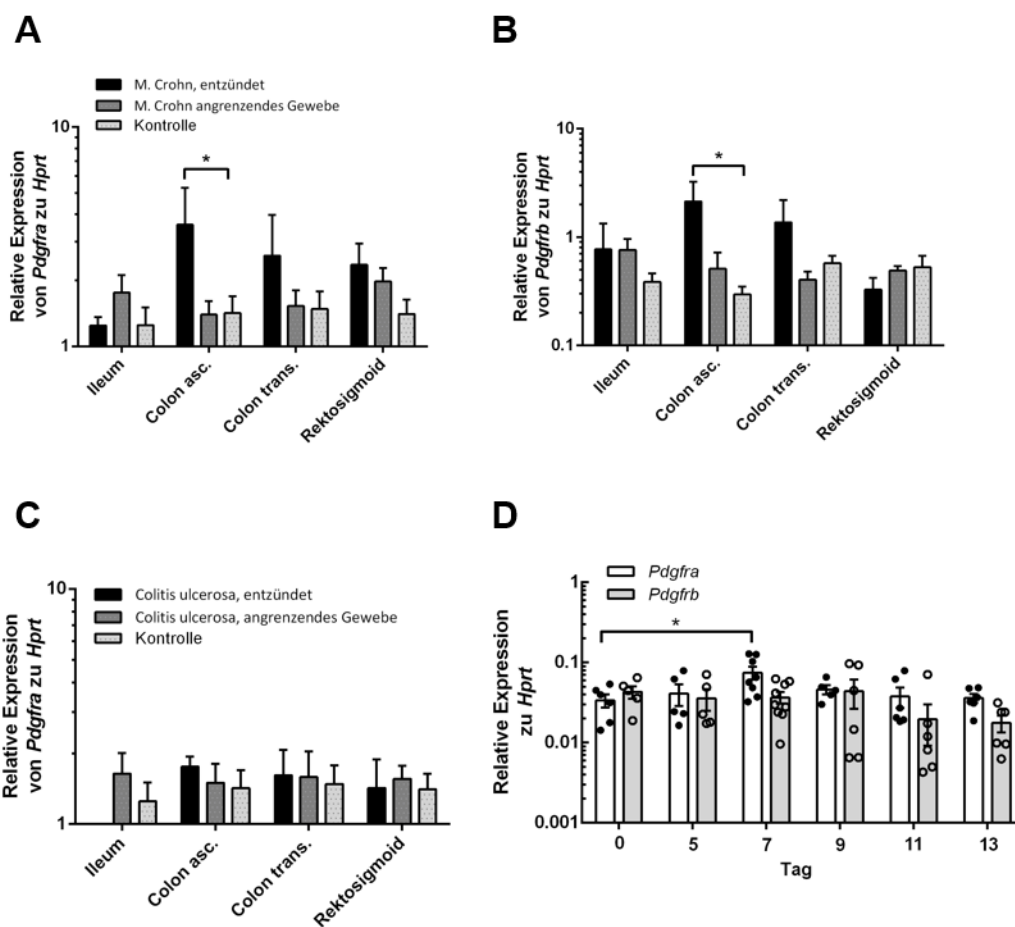 A
M. Crohn, entzündet
M. Crohn angrenzendes Gewebe
Kontrolle
Relative Expression
von Pdgfra zu Hprt
10
1
*
Ileum
Colon asc.
Colon trans.
Rektosigmoid
B
Relative Expression
von Pdgfrb zu Hprt
10
1
0.1
*
Ileum
Colon asc.
Colon trans.
Rektosigmoid
C
Colitis ulcerosa, entzündet
Colitis ulcerosa, angrenzendes Gewebe
Kontrolle
Relative Expression
von Pdgfra zu Hprt
10
1
Ileum
Colon asc.
Colon trans.
Rektosigmoid
D
Pdgfra
Pdgfrb
Relative Expression
zu Hprt
1
0.1
0.01
0.001
*
0 5 7 9 11 13
Tag